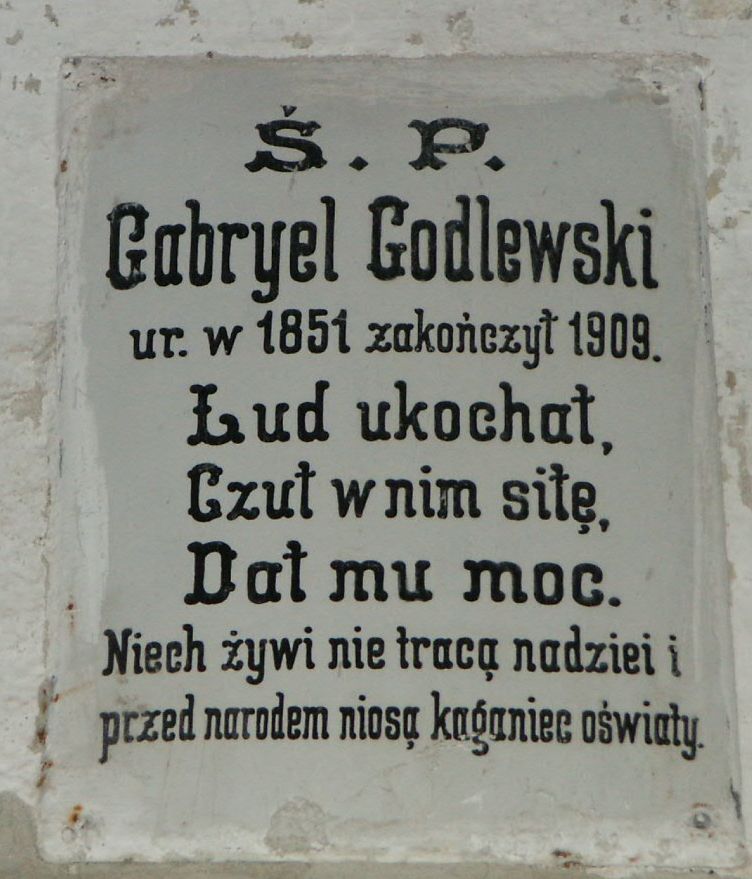 Ś. P.
Gabryel Godlewski
ur. w 1851 zakończył 1909.
Lud ukochał,
Czuł w nim siłę,
Dał mu moc.
Niech żywi nie tracą nadziei i
przed narodem niosą kaganiec oświaty.